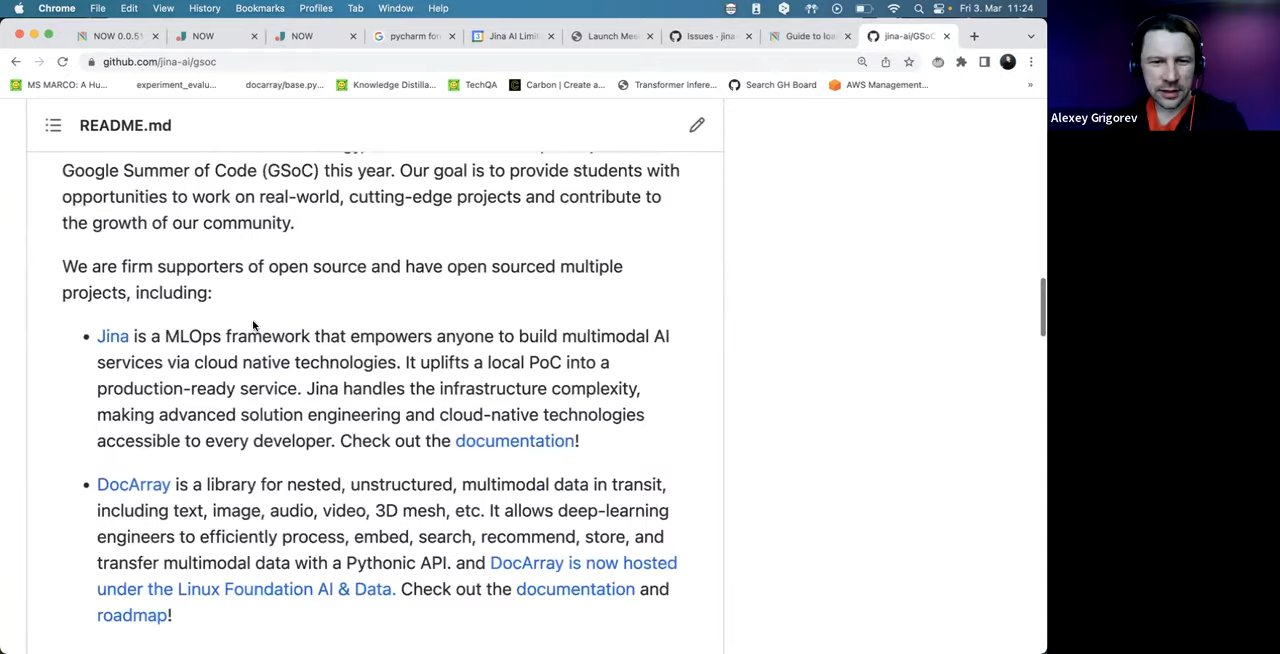 Chrome File Edit View History Bookmarks Profiles Tab Window Help Fri 3. Mar 11:24
NOW 0.0.5 NOW NOW pycharm for Jina AI Limi Launch Mee Issues · jina- Guide to loa jina-ai/GSoC
github.com/jina-ai/gsoc
MS MARCO: A Hu... experiment_evalu... docarray/base.py... Knowledge Distilla... TechQA Carbon | Create a... Transformer Infere... Search GH Board AWS Management... »
Alexey Grigorev
README.md
Google Summer of Code (GSoC) this year. Our goal is to provide students with
opportunities to work on real-world, cutting-edge projects and contribute to
the growth of our community.
We are firm supporters of open source and have open sourced multiple
projects, including:
• Jina is a MLOps framework that empowers anyone to build multimodal AI
services via cloud native technologies. It uplifts a local PoC into a
production-ready service. Jina handles the infrastructure complexity,
making advanced solution engineering and cloud-native technologies
accessible to every developer. Check out the documentation!
• DocArray is a library for nested, unstructured, multimodal data in transit,
including text, image, audio, video, 3D mesh, etc. It allows deep-learning
engineers to efficiently process, embed, search, recommend, store, and
transfer multimodal data with a Pythonic API. and DocArray is now hosted
under the Linux Foundation AI & Data. Check out the documentation and
roadmap!